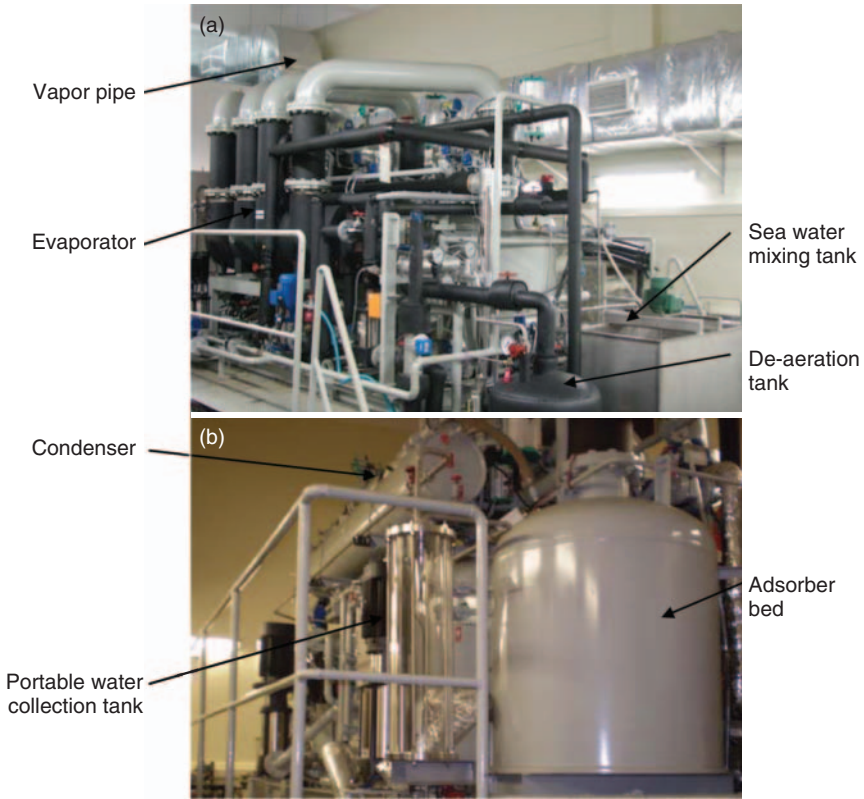 (a)
Vapor pipe
Evaporator
Sea water
mixing tank
De-aeration
tank
(b)
Condenser
Adsorber
bed
Portable water
collection tank